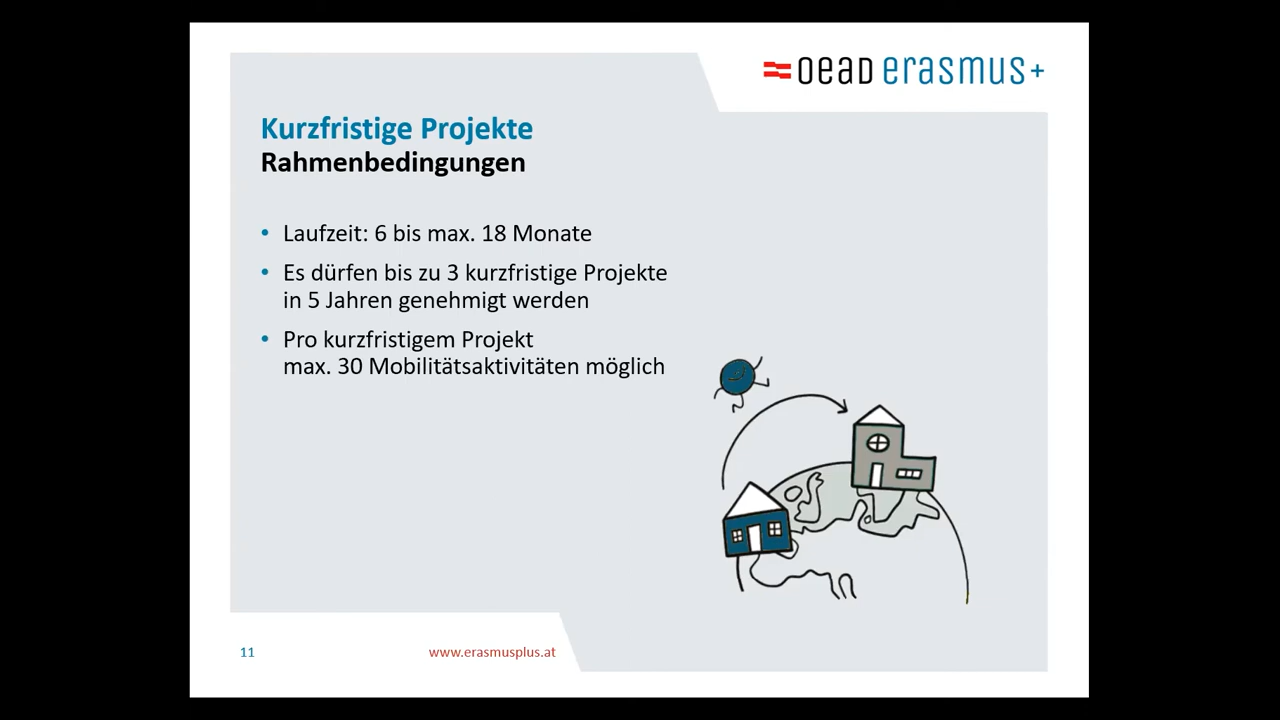 oead erasmus+
Kurzfristige Projekte
Rahmenbedingungen
• Laufzeit: 6 bis max. 18 Monate
• Es dürfen bis zu 3 kurzfristige Projekte
in 5 Jahren genehmigt werden
• Pro kurzfristigem Projekt
max. 30 Mobilitätsaktivitäten möglich
11
www.erasmusplus.at